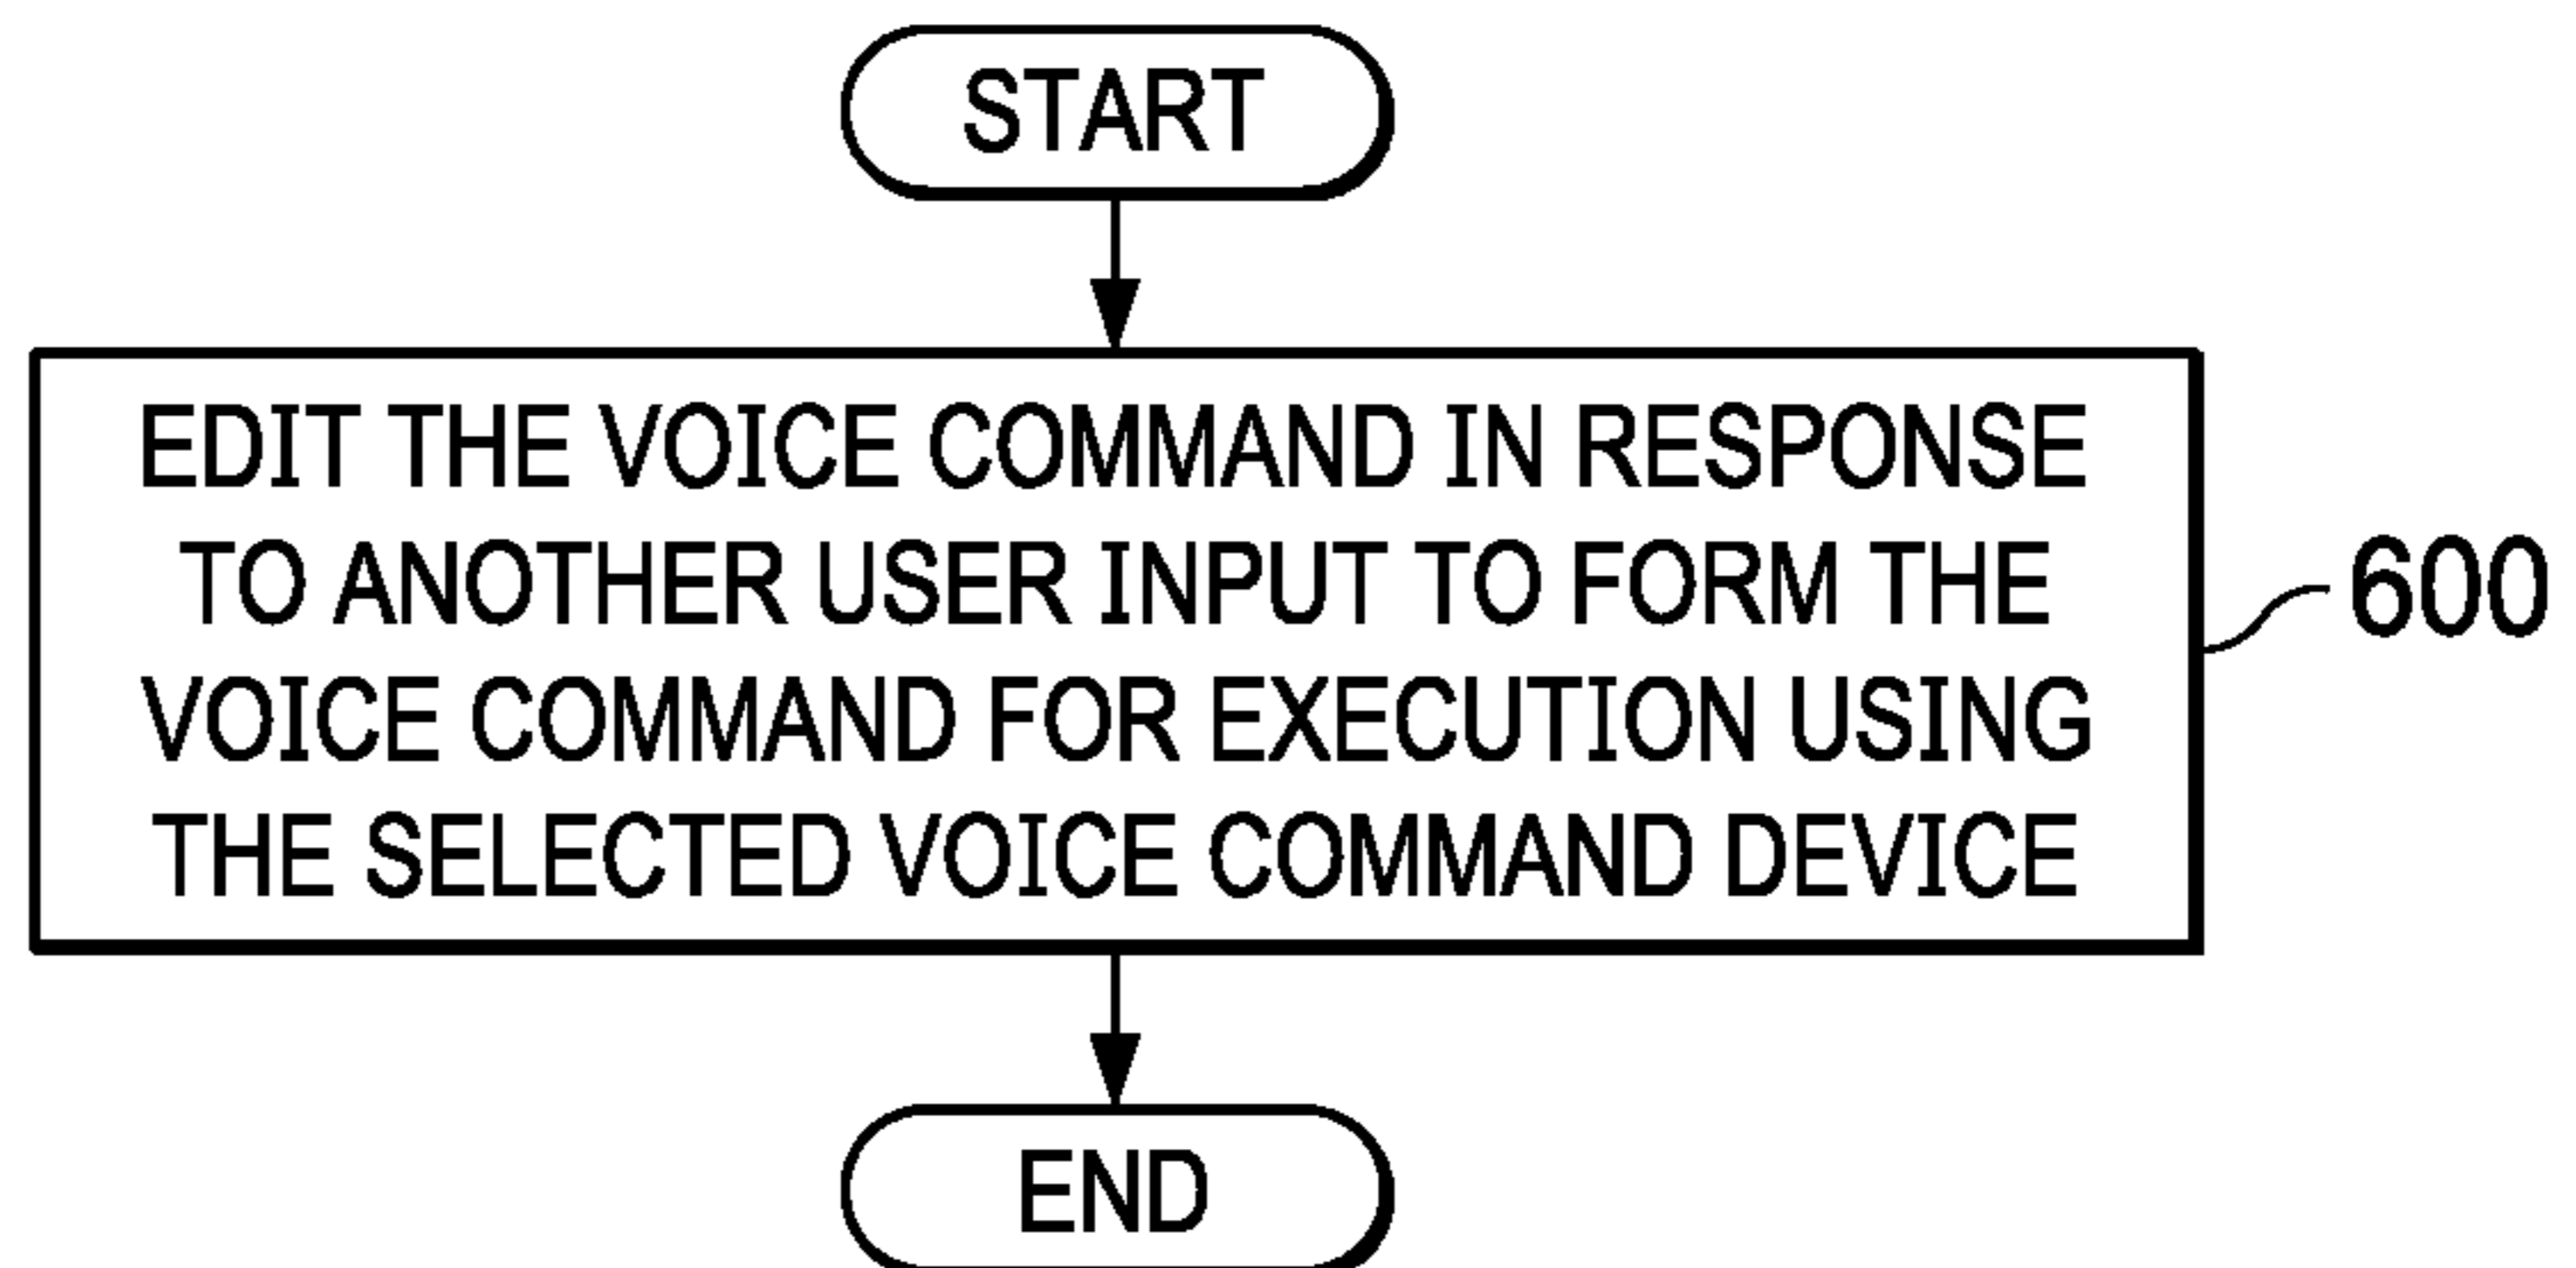 START
EDIT THE VOICE COMMAND IN RESPONSE
TO ANOTHER USER INPUT TO FORM THE
VOICE COMMAND FOR EXECUTION USING
THE SELECTED VOICE COMMAND DEVICE
600
END